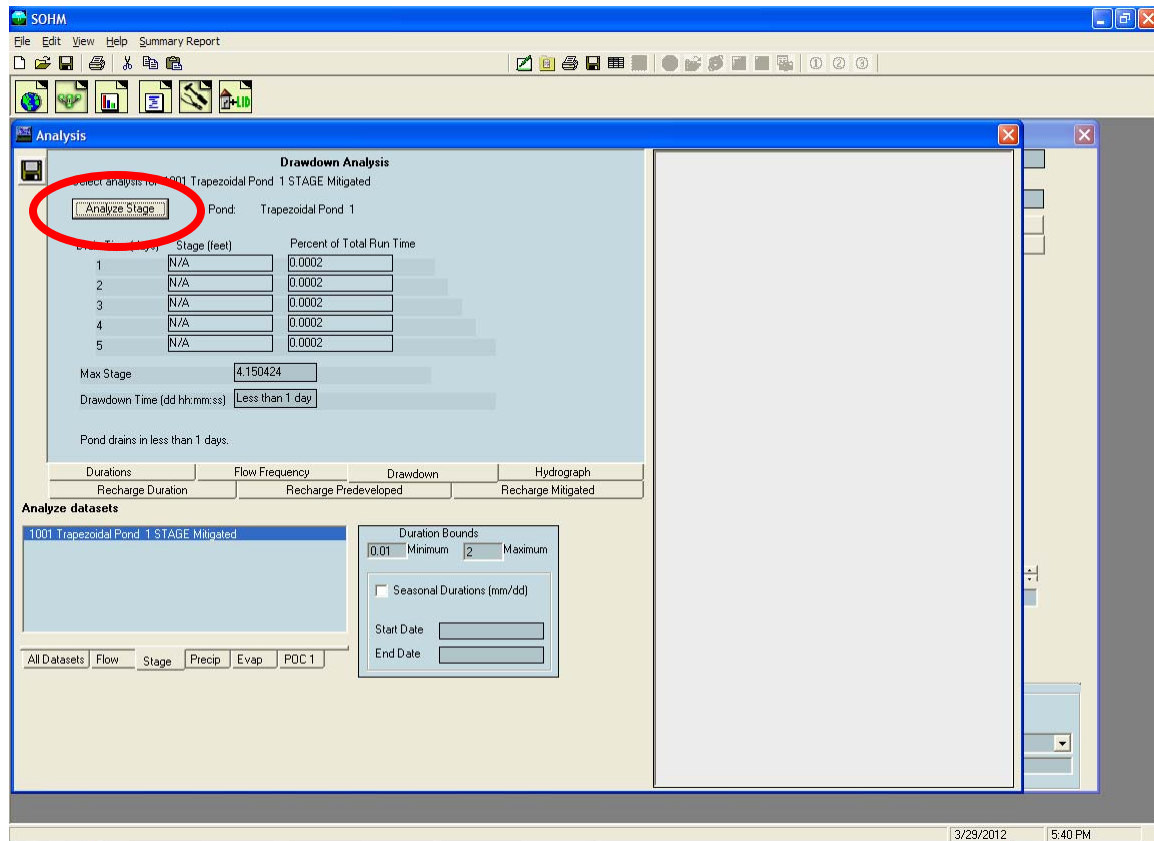 SOHM
File Edit View Help Summary Report
+LID
Analysis
Drawdown Analysis
Select analysis for 1001 Trapezoidal Pond 1 STAGE Mitigated
Analyze Stage Pond: Trapezoidal Pond 1
Drain Time (days) Stage (feet) Percent of Total Run Time
1 N/A 0.0002
2 N/A 0.0002
3 N/A 0.0002
4 N/A 0.0002
5 N/A 0.0002
Max Stage 4.150424
Drawdown Time (dd hh:mm:ss) Less than 1 day
Pond drains in less than 1 days.
Durations Flow Frequency Drawdown Hydrograph
Recharge Duration Recharge Predeveloped Recharge Mitigated
Analyze datasets
1001 Trapezoidal Pond 1 STAGE Mitigated
Duration Bounds
0.01 Minimum 2 Maximum
Seasonal Durations (mm/dd)
Start Date
End Date
All Datasets Flow Stage Precip Evap POC 1
3/29/2012 5:40 PM